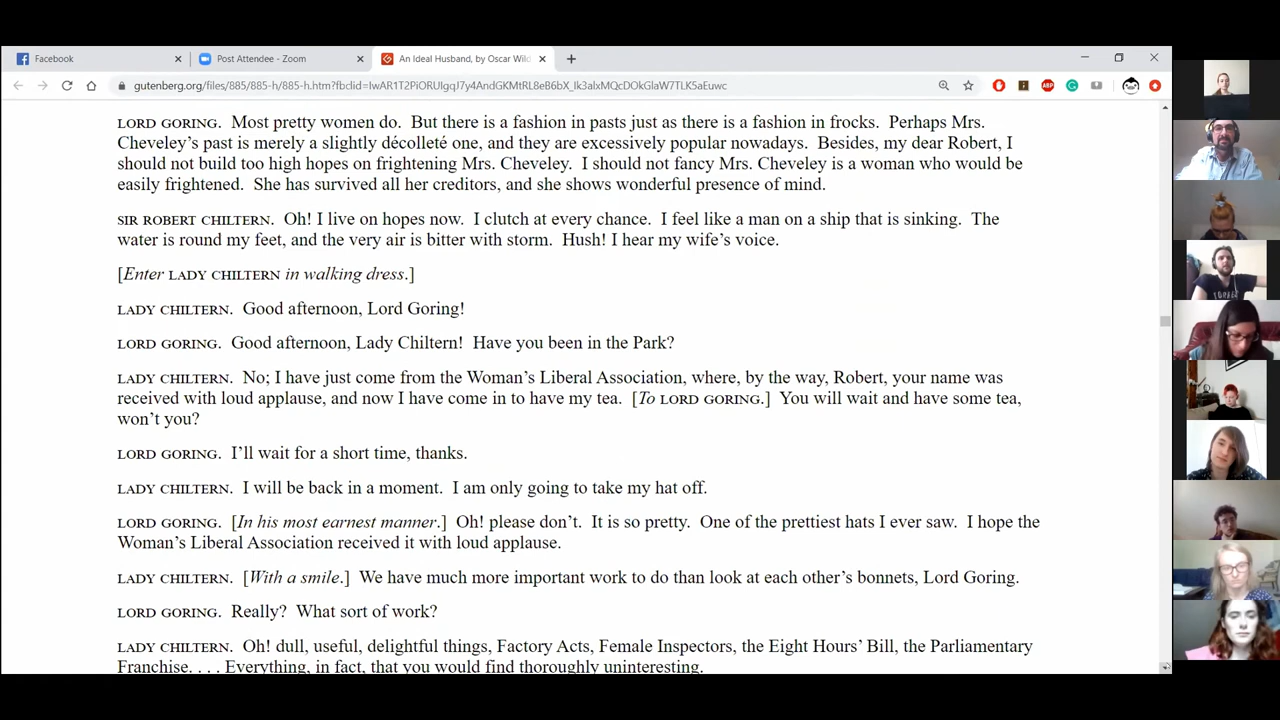 Facebook
Post Attendee - Zoom
An Ideal Husband, by Oscar Wild
gutenberg.org/files/885/885-h/885-h.htm?fbclid=
LORD GORING. Most pretty women do. But there is a fashion in pasts just as there is a fashion in frocks. Perhaps Mrs.
Cheveley’s past is merely a slightly décolleté one, and they are excessively popular nowadays. Besides, my dear Robert, I
should not build too high hopes on frightening Mrs. Cheveley. I should not fancy Mrs. Cheveley is a woman who would be
easily frightened. She has survived all her creditors, and she shows wonderful presence of mind.
SIR ROBERT CHILTERN. Oh! I live on hopes now. I clutch at every chance. I feel like a man on a ship that is sinking. The
water is round my feet, and the very air is bitter with storm. Hush! I hear my wife’s voice.
[Enter LADY CHILTERN in walking dress.]
LADY CHILTERN. Good afternoon, Lord Goring!
LORD GORING. Good afternoon, Lady Chiltern! Have you been in the Park?
LADY CHILTERN. No; I have just come from the Woman’s Liberal Association, where, by the way, Robert, your name was
received with loud applause, and now I have come in to have my tea. [To LORD GORING.] You will wait and have some tea,
won’t you?
LORD GORING. I’ll wait for a short time, thanks.
LADY CHILTERN. I will be back in a moment. I am only going to take my hat off.
LORD GORING. [In his most earnest manner.] Oh! please don’t. It is so pretty. One of the prettiest hats I ever saw. I hope the
Woman’s Liberal Association received it with loud applause.
LADY CHILTERN. [With a smile.] We have much more important work to do than look at each other’s bonnets, Lord Goring.
LORD GORING. Really? What sort of work?
LADY CHILTERN. Oh! dull, useful, delightful things, Factory Acts, Female Inspectors, the Eight Hours’ Bill, the Parliamentary
Franchise. . . . Everything, in fact, that you would find thoroughly uninteresting.